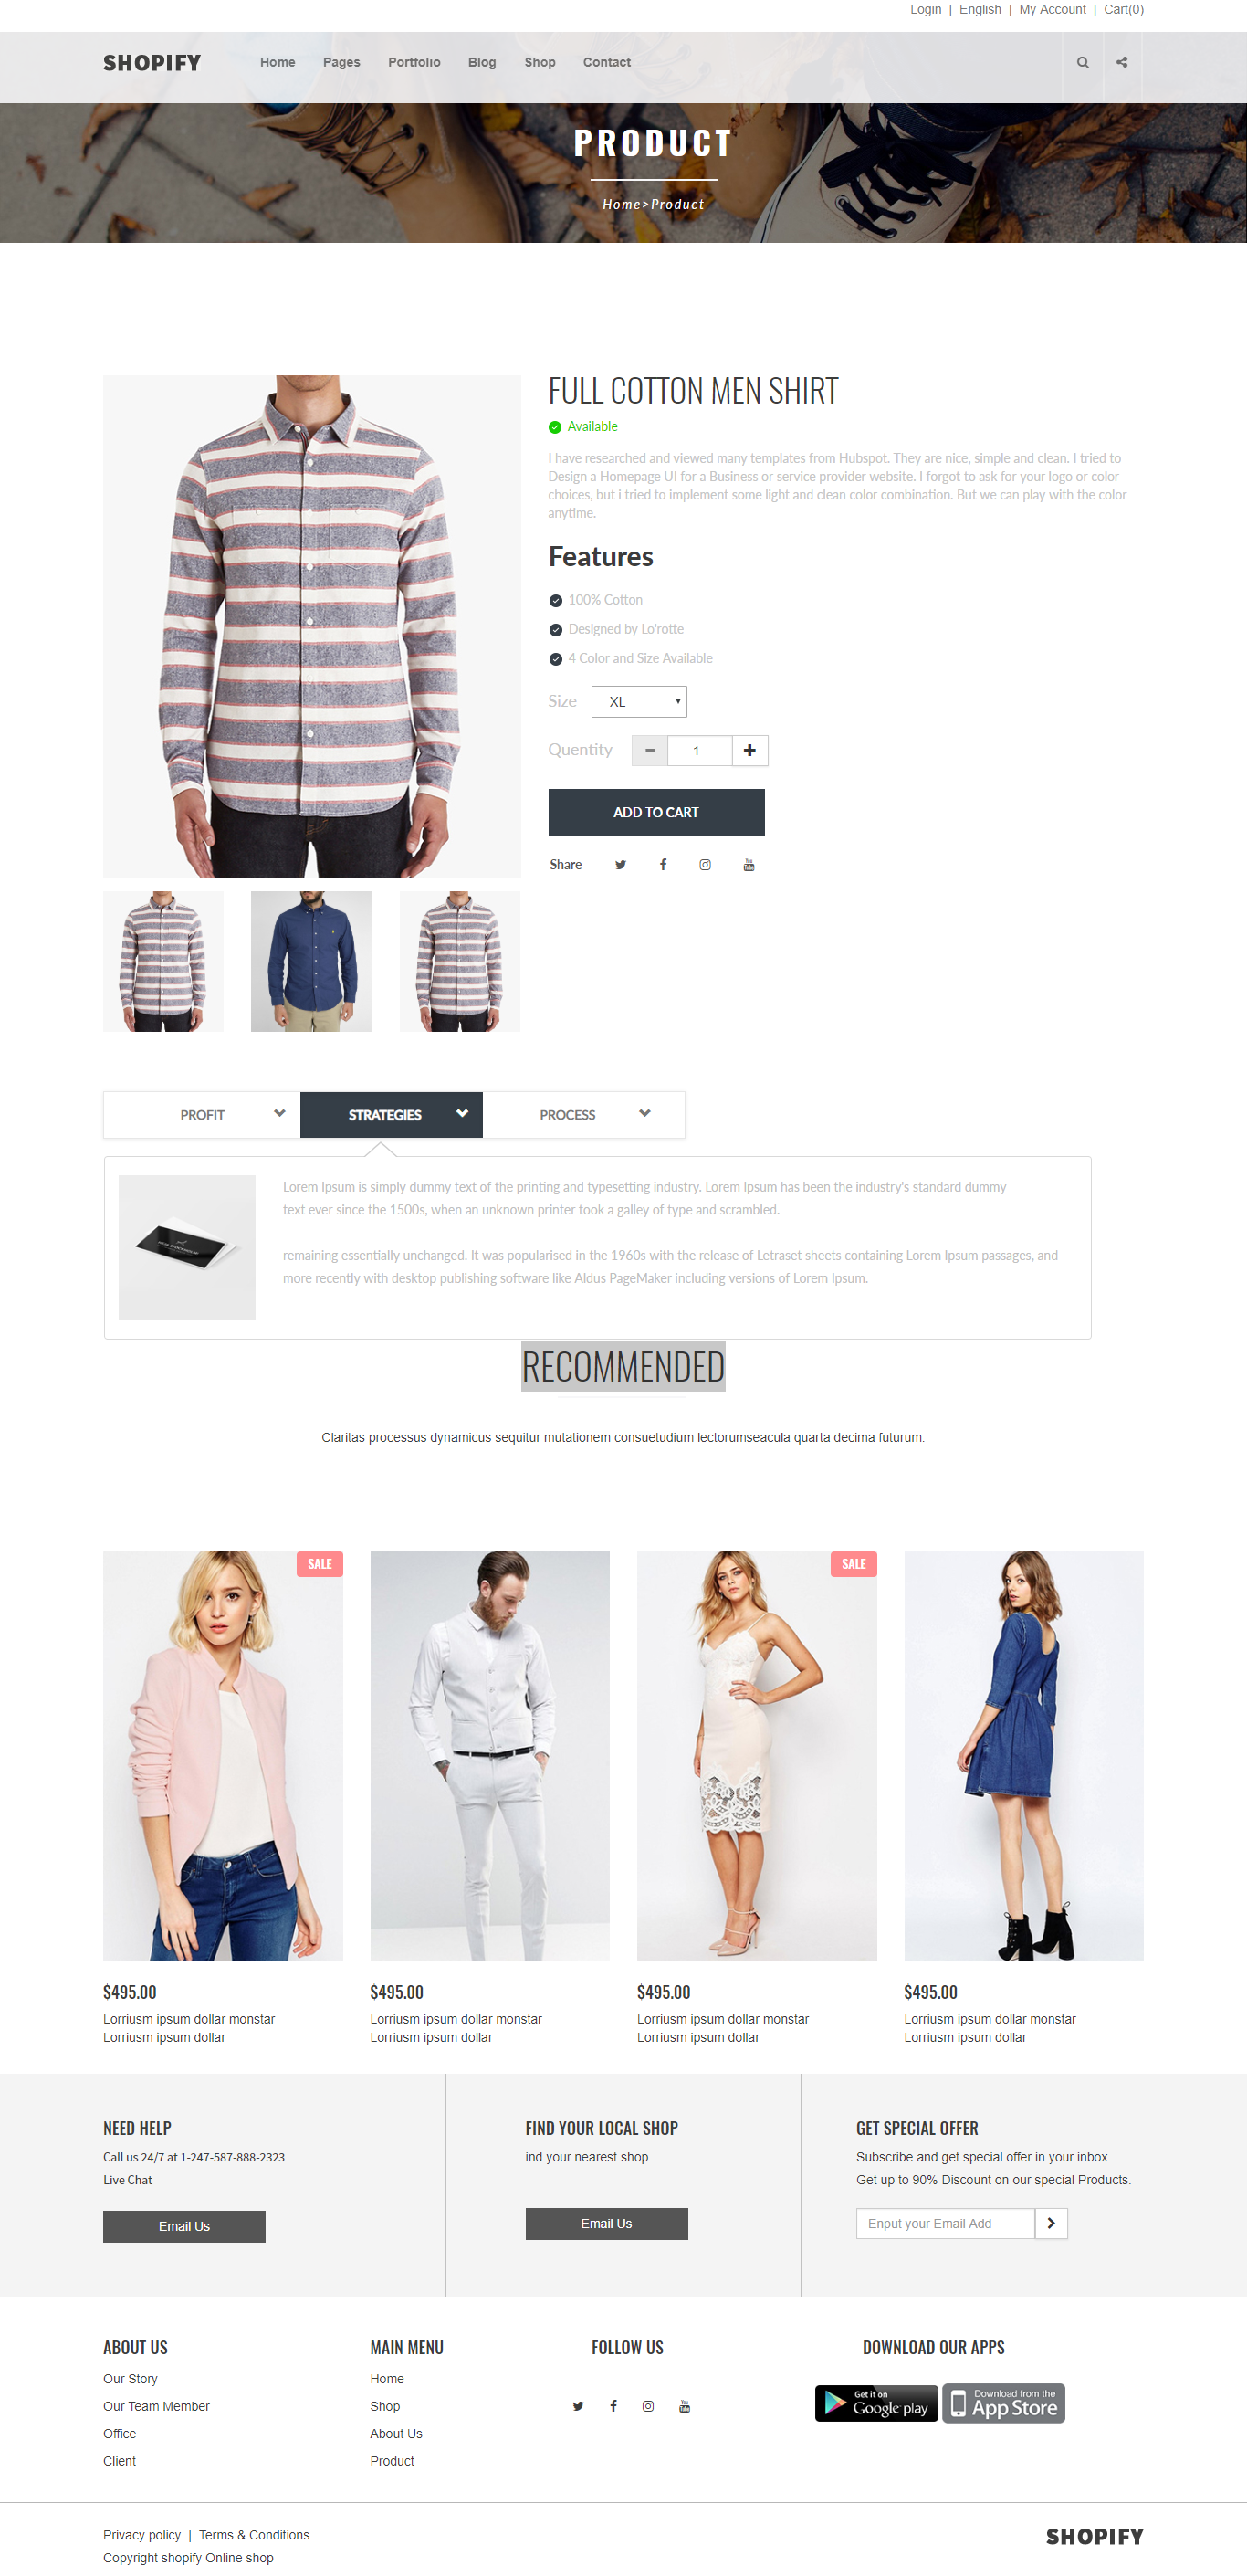 Login | English | My Account | Cart(0)
SHOPIFY
Home Pages Portfolio Blog Shop Contact
PRODUCT
Home>Product
FULL COTTON MEN SHIRT
Available
I have researched and viewed many templates from Hubspot. They are nice, simple and clean. I tried to
Design a Homepage UI for a Business or service provider website. I forgot to ask for your logo or color
choices, but i tried to implement some light and clean color combination. But we can play with the color
anytime.
Features
100% Cotton
Designed by Lo'rotte
4 Color and Size Available
Size XL
Quentity 1
ADD TO CART
Share
PROFIT STRATEGIES PROCESS
Lorem Ipsum is simply dummy text of the printing and typesetting industry. Lorem Ipsum has been the industry's standard dummy
text ever since the 1500s, when an unknown printer took a galley of type and scrambled.
remaining essentially unchanged. It was popularised in the 1960s with the release of Letraset sheets containing Lorem Ipsum passages, and
more recently with desktop publishing software like Aldus PageMaker including versions of Lorem Ipsum.
RECOMMENDED
Claritas processus dynamicus sequitur mutationem consuetudium lectorumseacula quarta decima futurum.
SALE
SALE
$495.00
Lorriusm ipsum dollar monstar
Lorriusm ipsum dollar
$495.00
Lorriusm ipsum dollar monstar
Lorriusm ipsum dollar
$495.00
Lorriusm ipsum dollar monstar
Lorriusm ipsum dollar
$495.00
Lorriusm ipsum dollar monstar
Lorriusm ipsum dollar
NEED HELP
Call us 24/7 at 1-247-587-888-2323
Live Chat
Email Us
FIND YOUR LOCAL SHOP
ind your nearest shop
Email Us
GET SPECIAL OFFER
Subscribe and get special offer in your inbox.
Get up to 90% Discount on our special Products.
Enput your Email Add
ABOUT US
Our Story
Our Team Member
Office
Client
MAIN MENU
Home
Shop
About Us
Product
FOLLOW US
DOWNLOAD OUR APPS
Get it on
Google play
Download from the
App Store
Privacy policy | Terms & Conditions
Copyright shopify Online shop
SHOPIFY